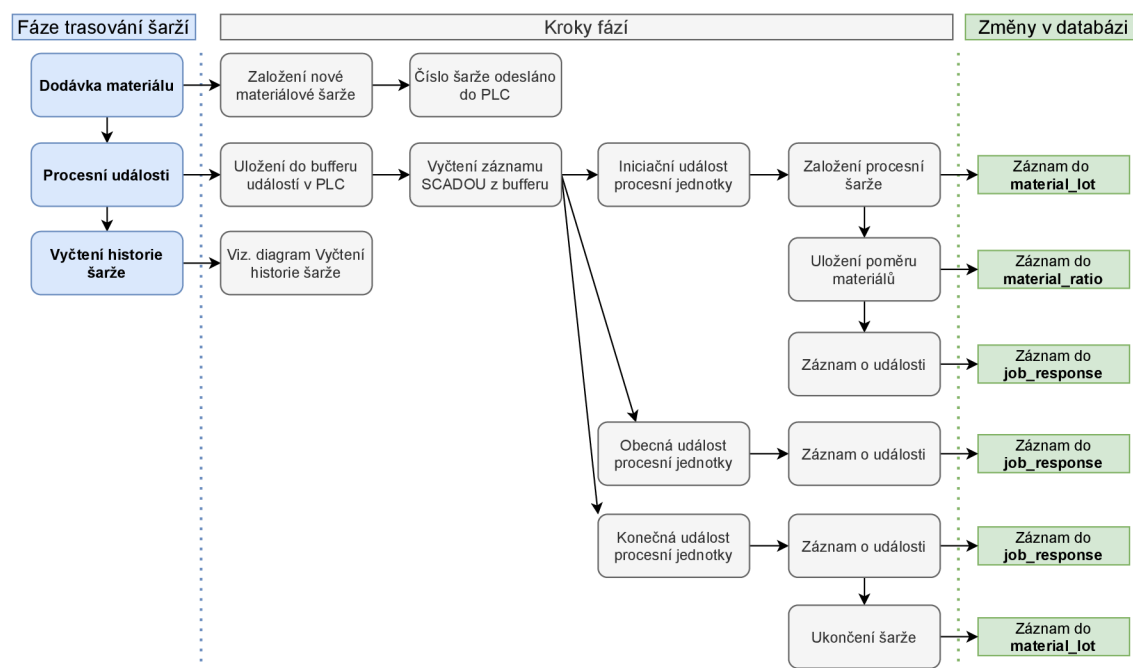 Fáze trasování šarží
Kroky fází
Změny v databázi
Dodávka materiálu
Založení nové
materiálové šarže
Číslo šarže odesláno
do PLC
Procesní události
Uložení do bufferu
událostí v PLC
Vyčtení záznamu
SCADOU z bufferu
Iniciační událost
procesní jednotky
Založení procesní
šarže
Záznam do
material_lot
Vyčtení historie
šarže
Viz. diagram Vyčtení
historie šarže
Uložení poměru
materiálů
Záznam do
material_ratio
Záznam o události
Záznam do
job_response
Obecná událost
procesní jednotky
Záznam o události
Záznam do
job_response
Konečná událost
procesní jednotky
Záznam o události
Záznam do
job_response
Ukončení šarže
Záznam do
material_lot